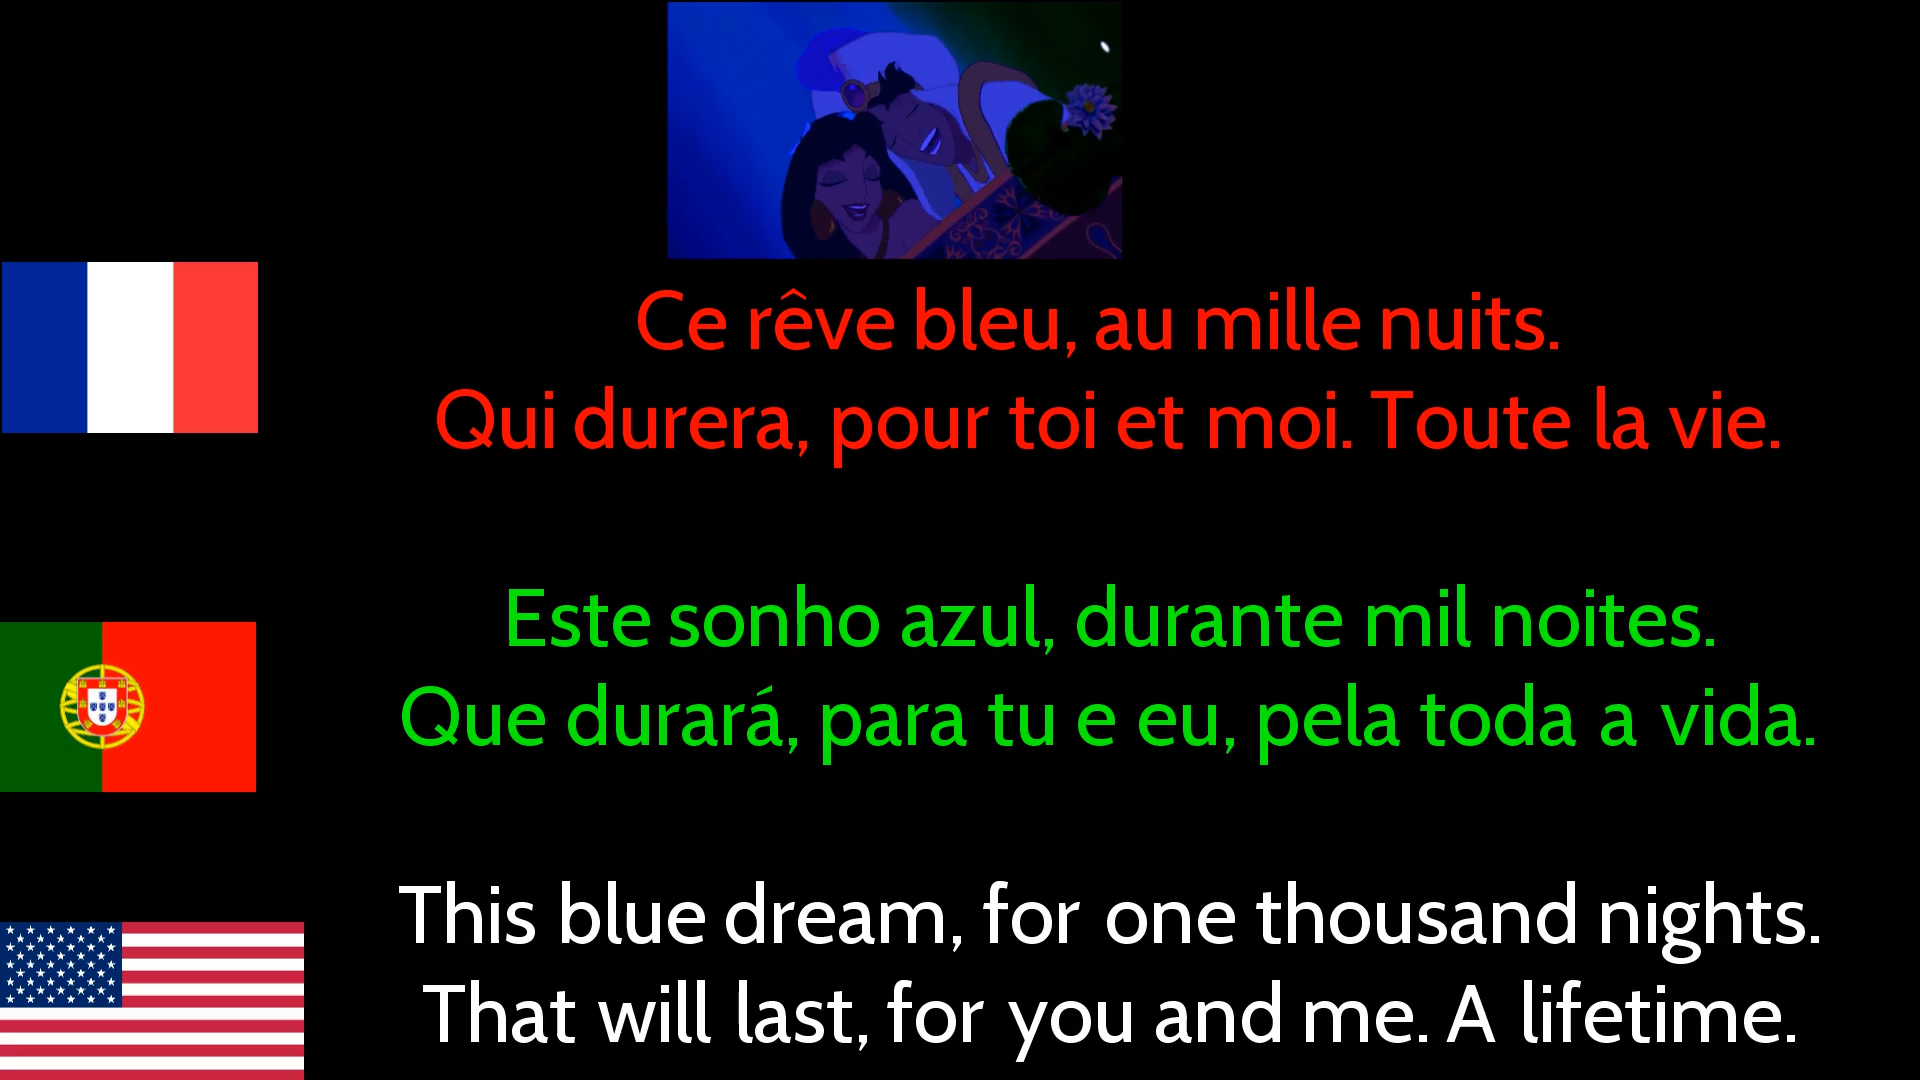 Ce rêve bleu, au mille nuits.
Qui durera, pour toi et moi. Toute la vie.
Este sonho azul, durante mil noites.
Que durará, para tu e eu, pela toda a vida.
This blue dream, for one thousand nights.
That will last, for you and me. A lifetime.